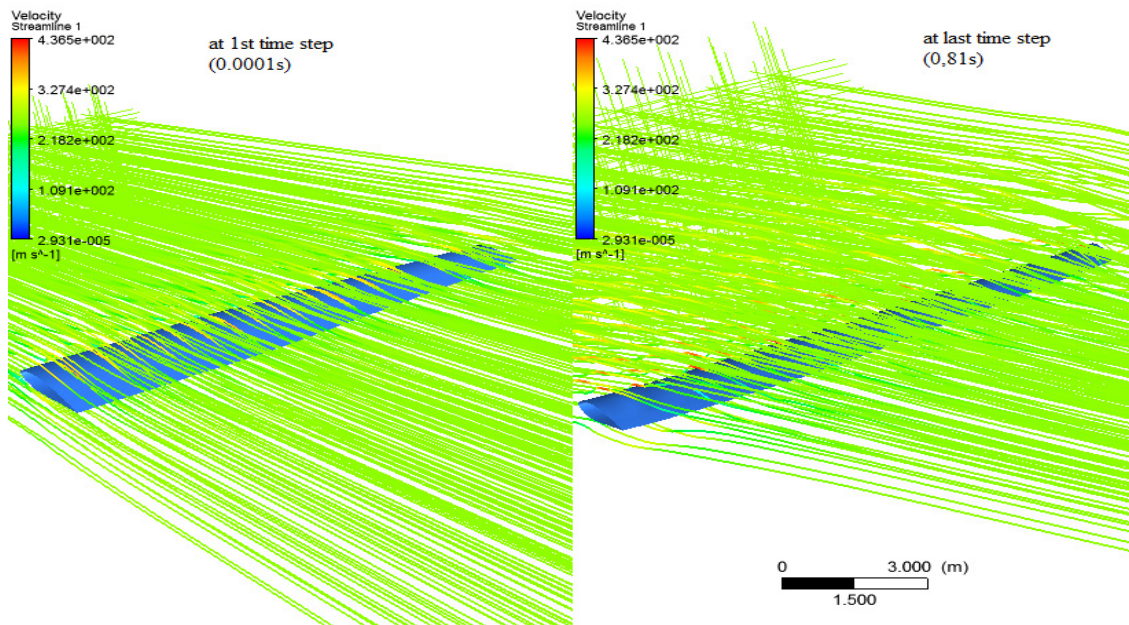 Velocity
Streamline 1
4.365e+002
3.274e+002
2.182e+002
1.091e+002
2.931e-005
[m s^-1]
at 1st time step
(0.0001s)
Velocity
Streamline 1
4.365e+002
3.274e+002
2.182e+002
1.091e+002
2.931e-005
[m s^-1]
at last time step
(0,81s)
0 3.000 (m)
1.500